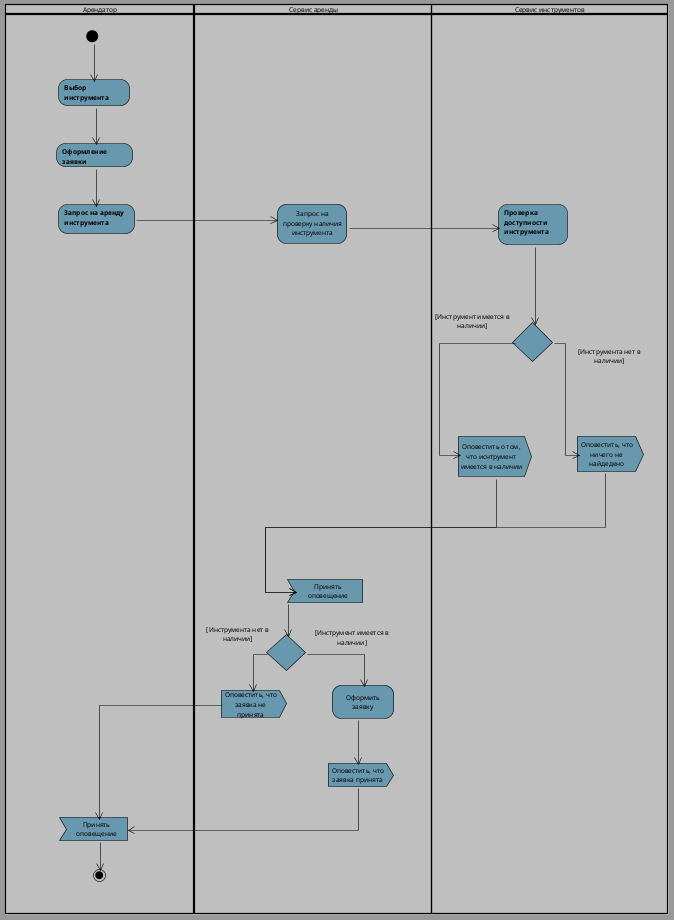 Арендатор
Сервис аренды
Сервис инструментов
Выбор
инструмента
Оформление
заявки
Запрос на аренду
инструмента
Запрос на
проверку наличия
инструмента
Проверка
доступности
инструмента
[Инструмент имеется в
наличии]
[Инструмента нет в
наличии]
Оповестить о том,
что иснтрумент
имеется в наличии
Оповестить, что
ничего не
найдедено
Принять
оповещение
[Инструмента нет в
наличии]
[Инструмент имеется в
наличии]
Оповестить, что
заявка не
принята
Оформить
заявку
Оповестить, что
заявка принята
Принять
оповещение